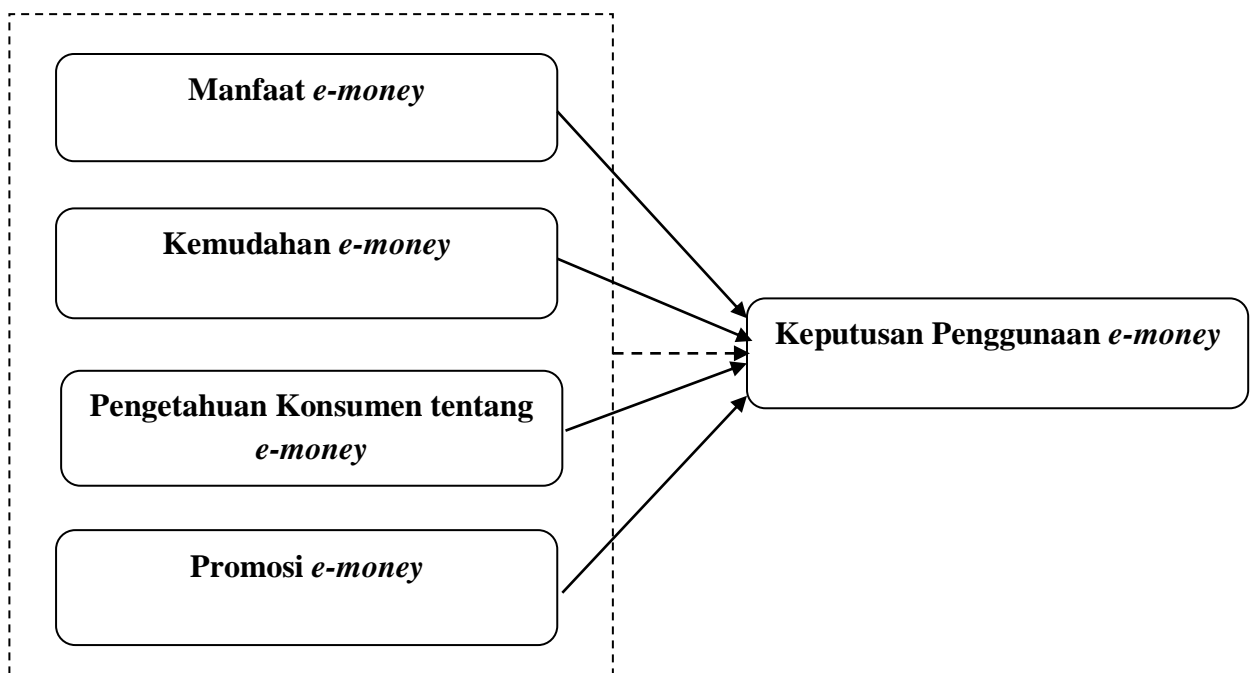 Manfaat e-money
Kemudahan e-money
Pengetahuan Konsumen tentang
e-money
Promosi e-money
Keputusan Penggunaan e-money